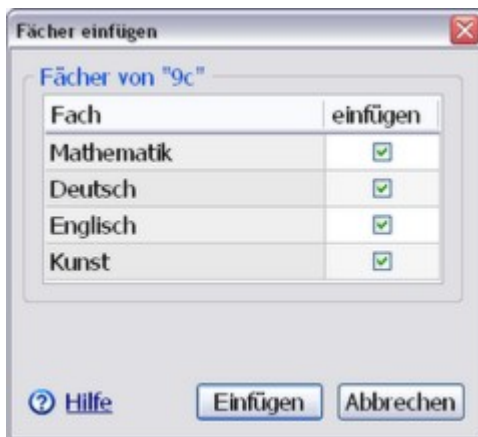 Fächer einfügen
Fächer von "9c"
Fach einfügen
Mathematik
Deutsch
Englisch
Kunst
Hilfe Einfügen Abbrechen